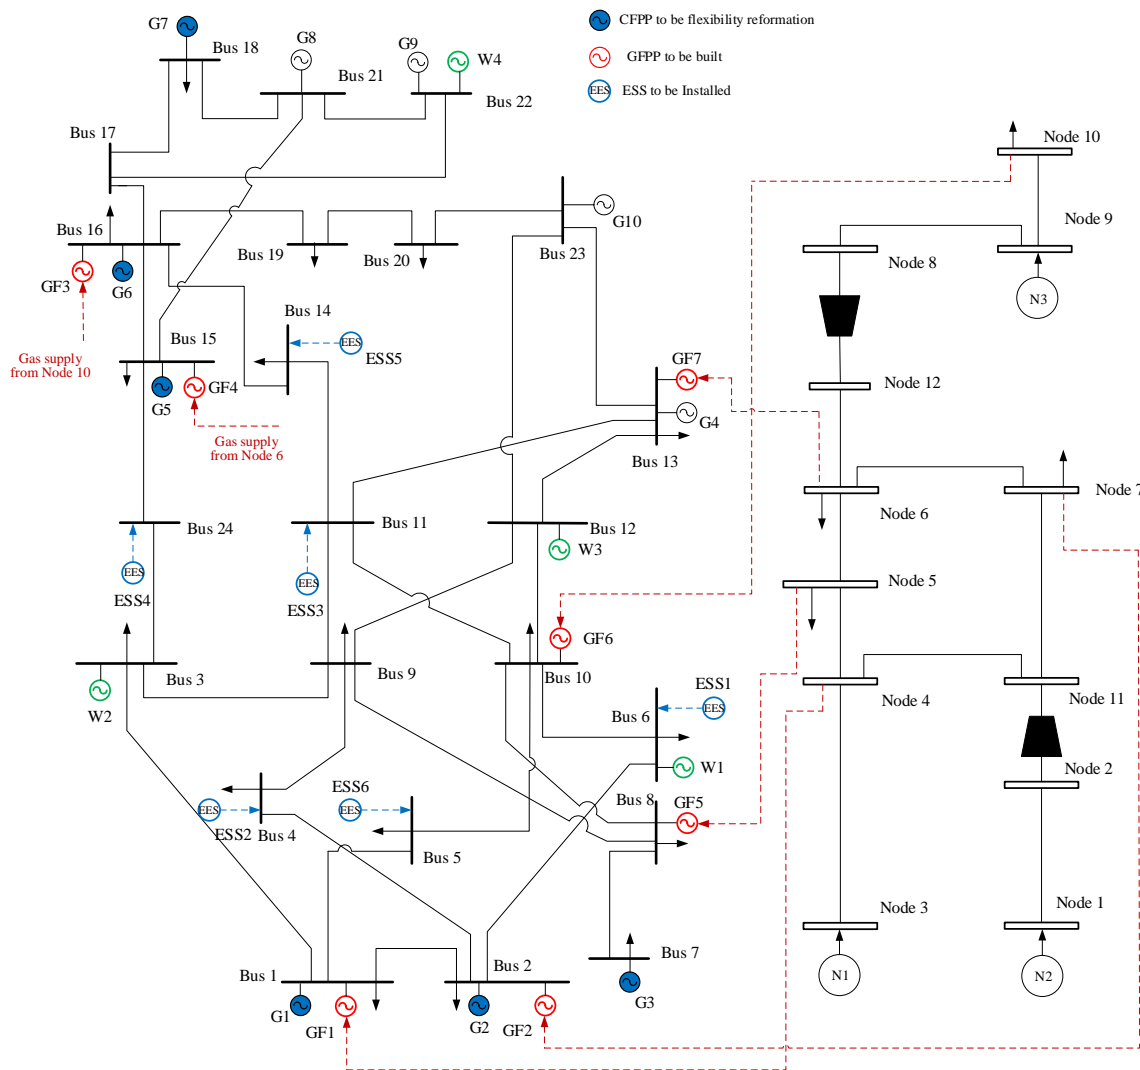 G7
CFPP to be flexibility reformation
Bus 18
G8
G9
W4
GFPP to be built
Bus 21
EES
ESS to be Installed
Bus 22
Bus 17
Node 10
Bus 16
G10
Node 9
Bus 19
Bus 20
Bus 23
Node 8
GF3
G6
N3
Bus 14
Bus 15
EES
ESS5
Gas supply
from Node 10
GF4
G5
GF7
Node 12
G4
Gas supply
from Node 6
Bus 13
Node 7
Node 6
Bus 24
Bus 11
Bus 12
W3
EES
ESS4
EES
ESS3
Node 5
GF6
Bus 3
Bus 9
Bus 10
ESS1
Node 4
Node 11
W2
Bus 6
EES
W1
Node 2
ESS6
Bus 8
GF5
EES
EES
ESS2
Bus 4
Bus 5
Node 3
Node 1
Bus 1
Bus 2
Bus 7
N1
N2
G1
GF1
G2
GF2
G3